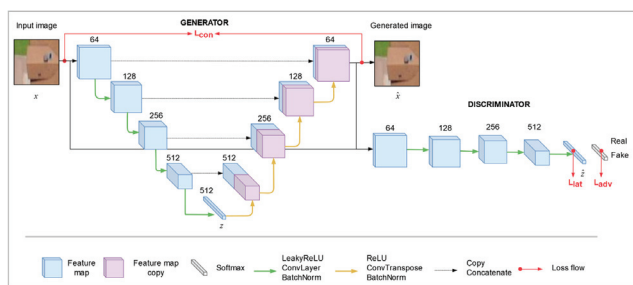 GENERATOR
Input image
Generated image
Lcon
64
64
128
128
x
x̂
256
256
DISCRIMINATOR
64
128
256
512
512
512
512
z
ẑ
Real
Fake
Llat
Ladv
Feature map
Feature map copy
Softmax
LeakyReLU
ConvLayer
BatchNorm
ReLU
ConvTranspose
BatchNorm
Copy
Concatenate
Loss flow